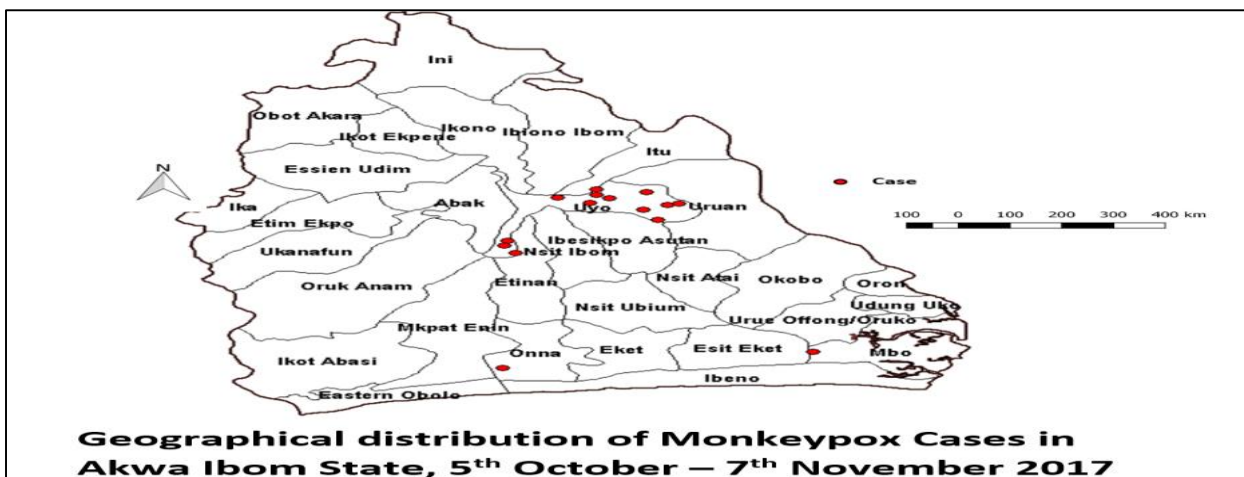 Ini
Obot Akara
Ikot Ekpene
Ikono
Ibiono Ibom
Itu
Essien Udim
N
Case
Ika
Abak
Uyo
Uruan
Etim Ekpo
100 0 100 200 300 400 km
Ukanafun
Ibesikpo Asutan
Nsit Ibom
Oruk Anam
Etinan
Nsit Atai
Okobo
Oron
Nsit Ubium
Udung Uko
Urue Offong/Oruko
Mkpat Enin
Ikot Abasi
Onna
Eket
Esit Eket
Mbo
Ibeno
Eastern Obolo
Geographical distribution of Monkeypox Cases in
Akwa Ibom State, 5th October – 7th November 2017